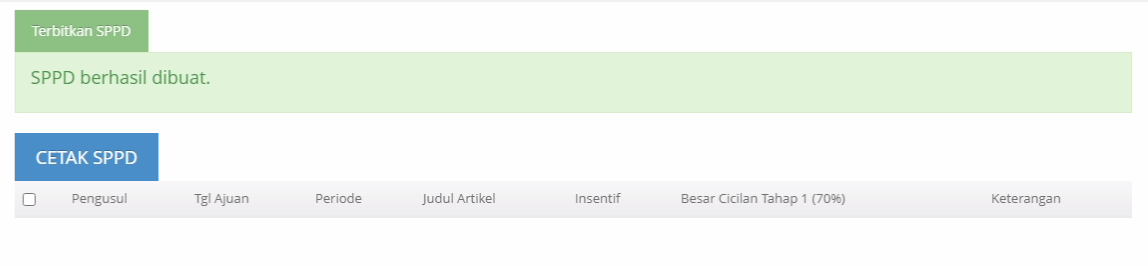 Terbitkan SPPD
SPPD berhasil dibuat.
CETAK SPPD
Pengusul Tgl Ajuan Periode Judul Artikel Insentif Besar Cicilan Tahap 1 (70%) Keterangan